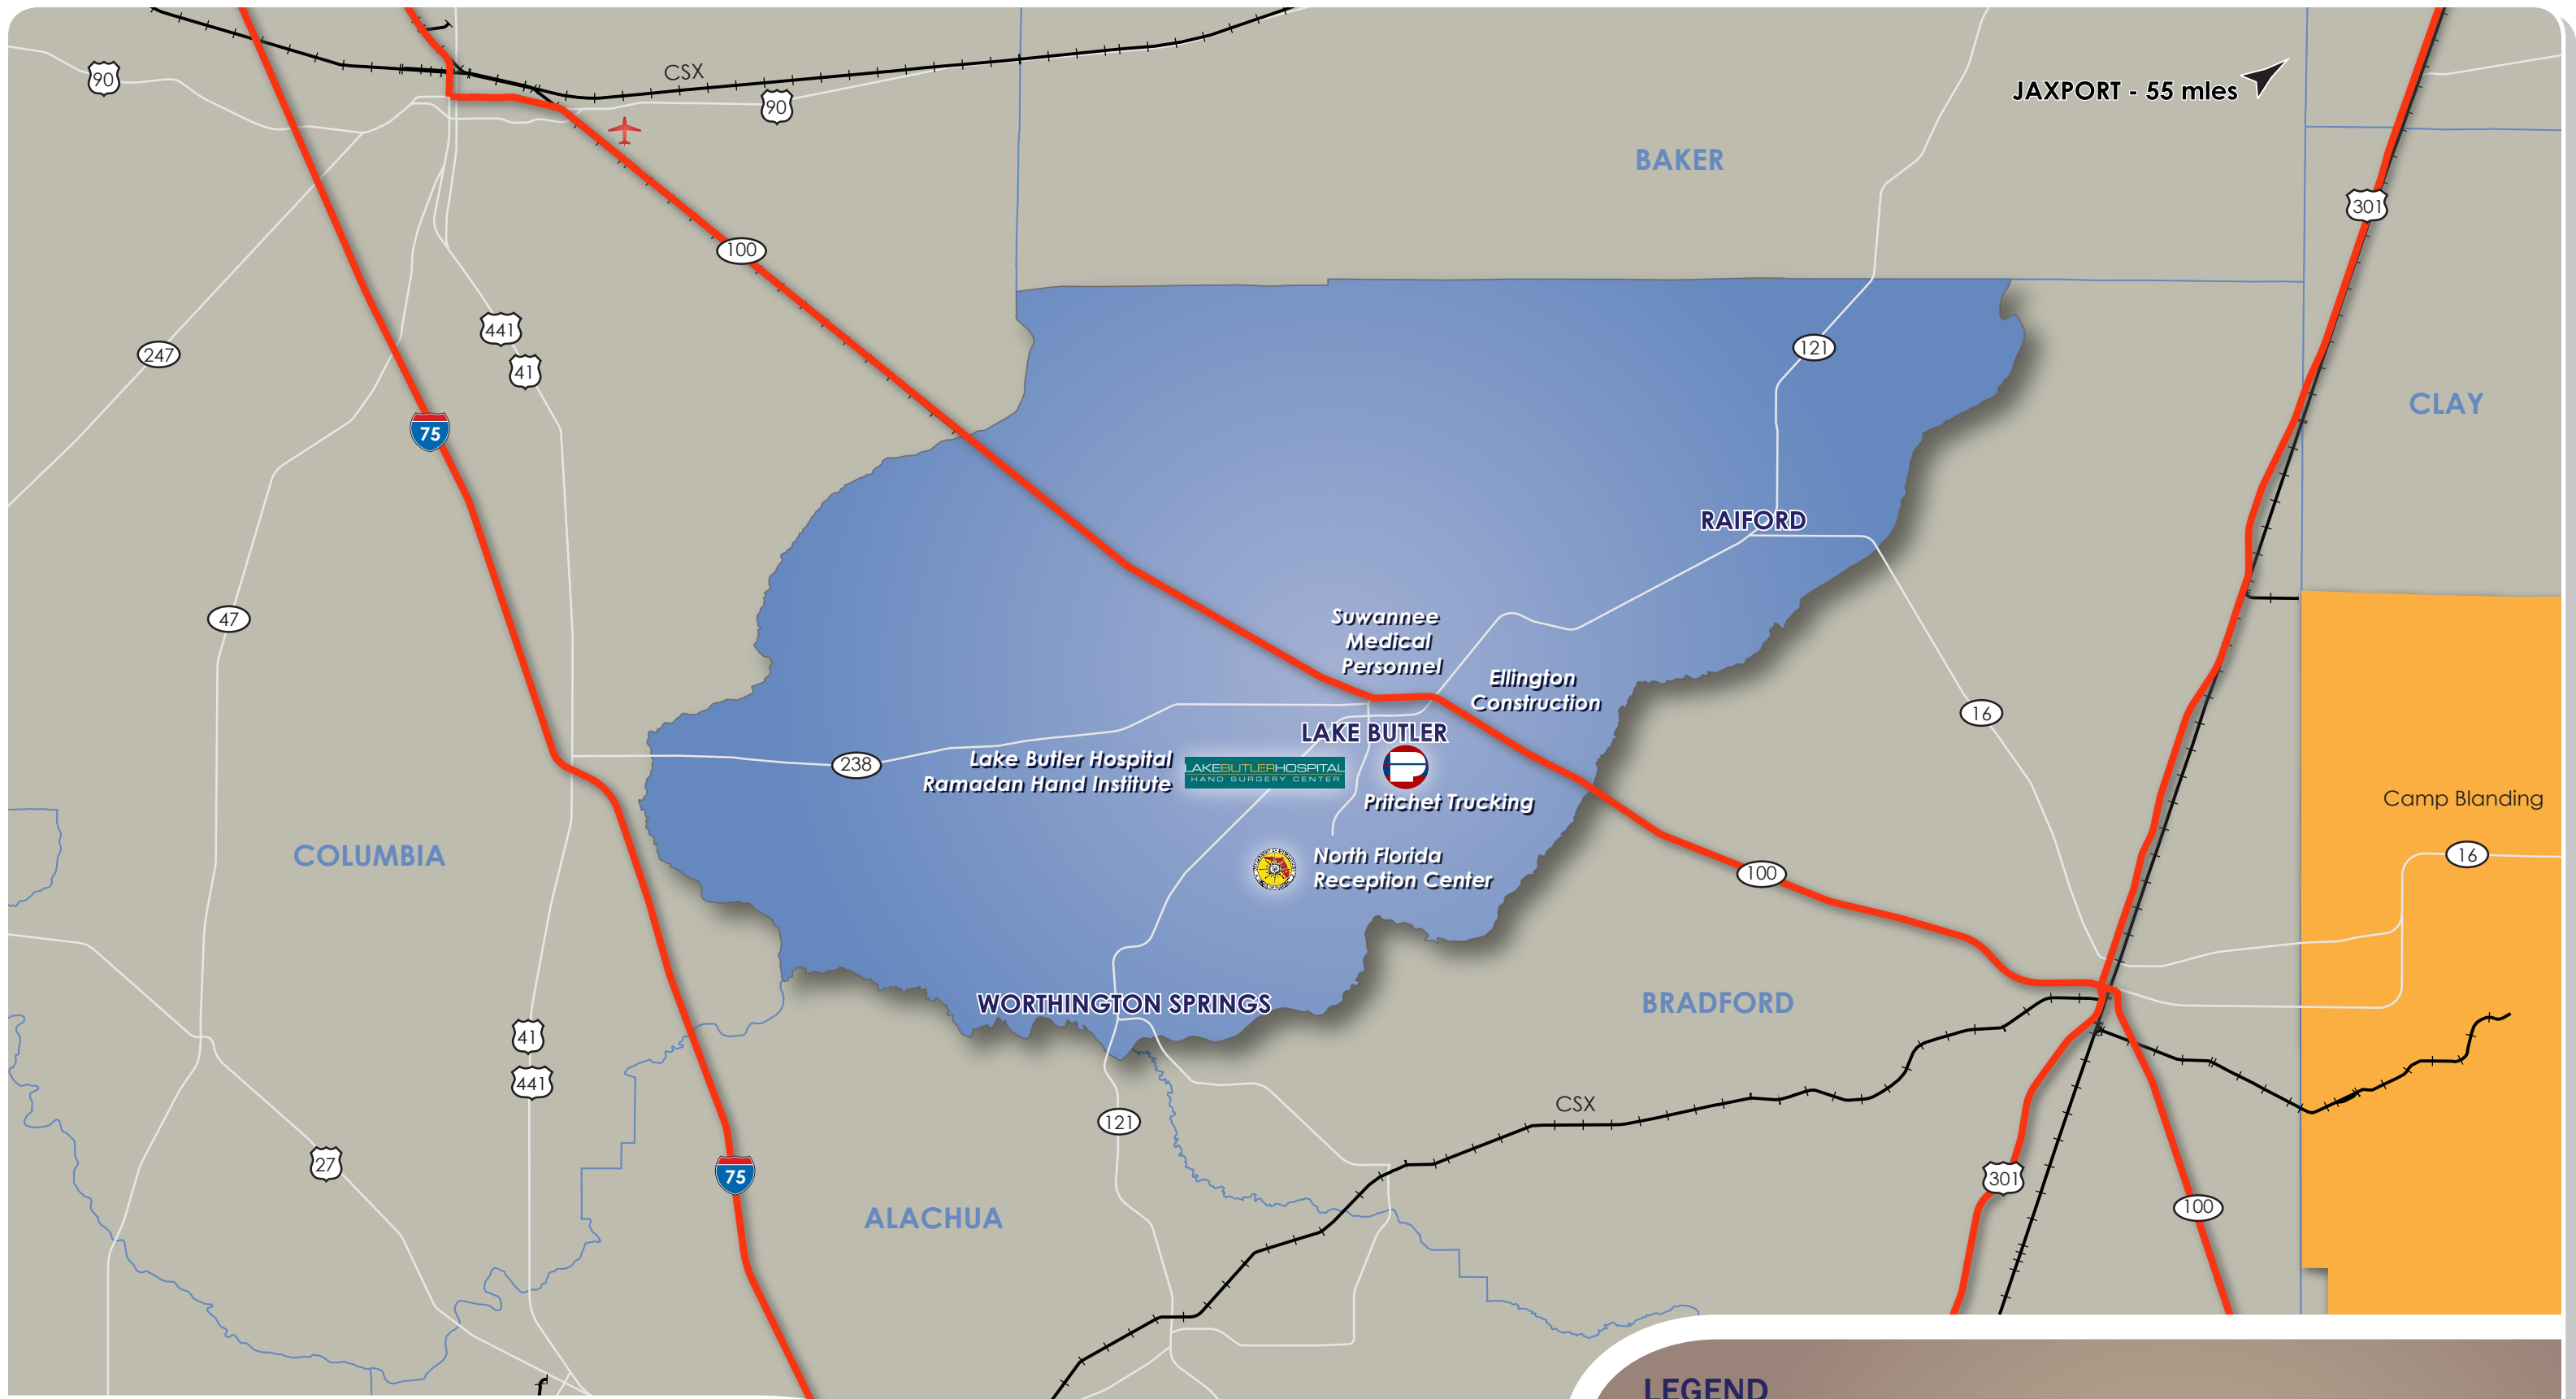 90
CSX
90
JAXPORT - 55 mles
BAKER
301
100
441
247
41
121
CLAY
75
RAIFORD
47
Suwannee
Medical
Personnel
Ellington
Construction
16
LAKE BUTLER
238
Lake Butler Hospital
Ramadan Hand Institute
LAKEBUTLERHOSPITAL
HAND SURGERY CENTER
Pritchet Trucking
Camp Blanding
16
COLUMBIA
North Florida
Reception Center
100
WORTHINGTON SPRINGS
BRADFORD
41
441
CSX
121
27
75
301
100
ALACHUA
LEGEND